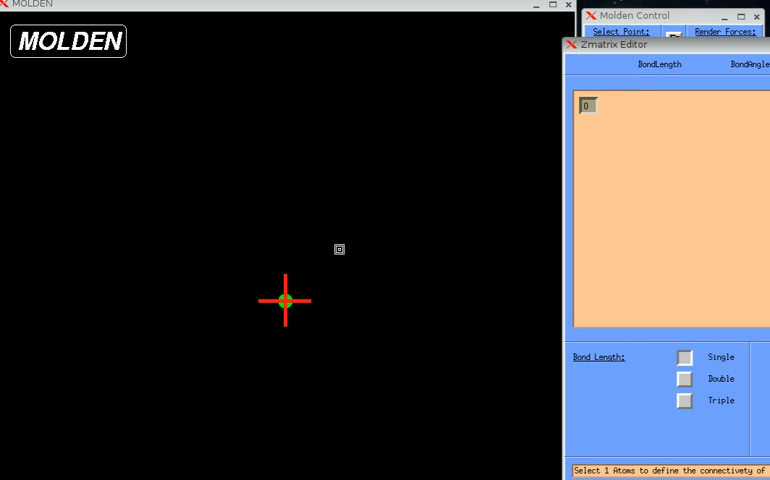 MOLDEN
MOLDEN
Molden Control
Select Point:
Render Forces:
Zmatrix Editor
BondLength
BondAngle
0
Bond Length:
Single
Double
Triple
Select 1 Atoms to define the connectivety of